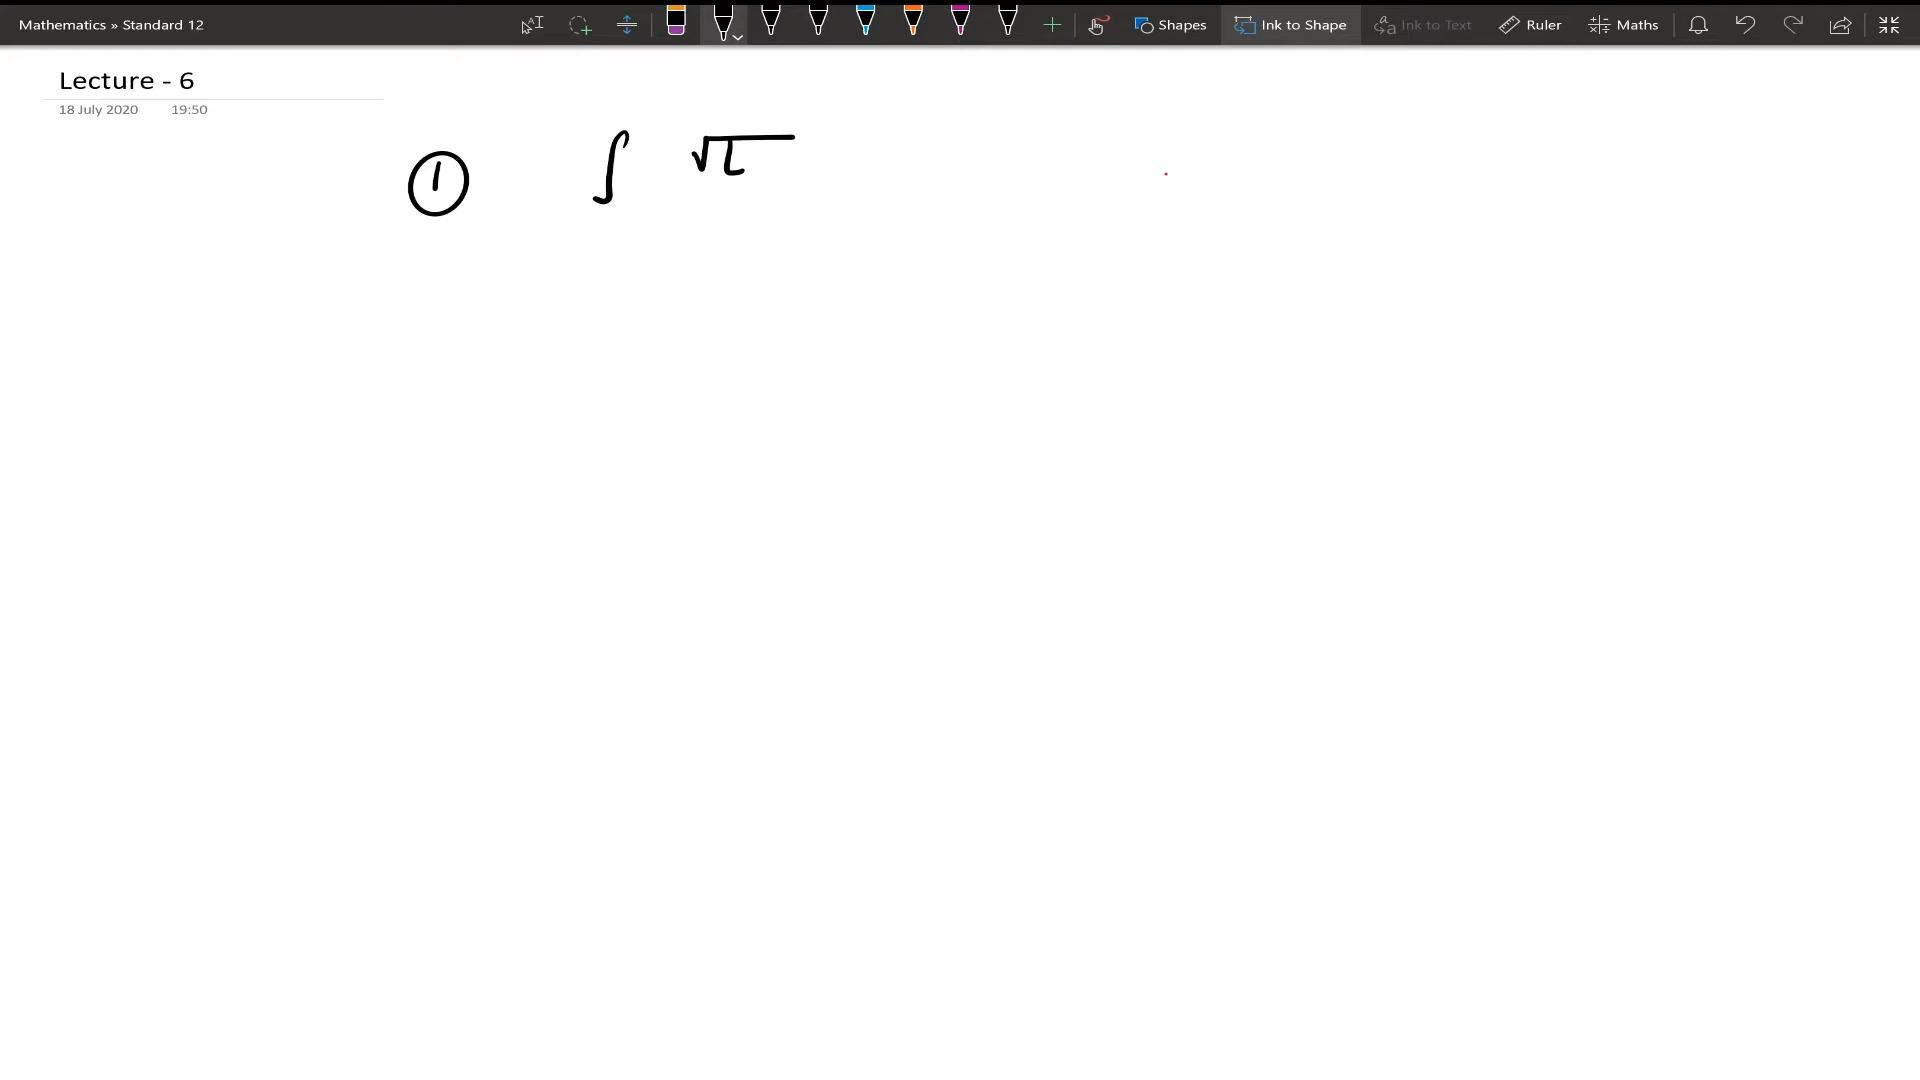 Mathematics » Standard 12 Shapes Ink to Shape Ink to Text Ruler Maths
Lecture - 6
18 July 2020 19:50
① ∫ √